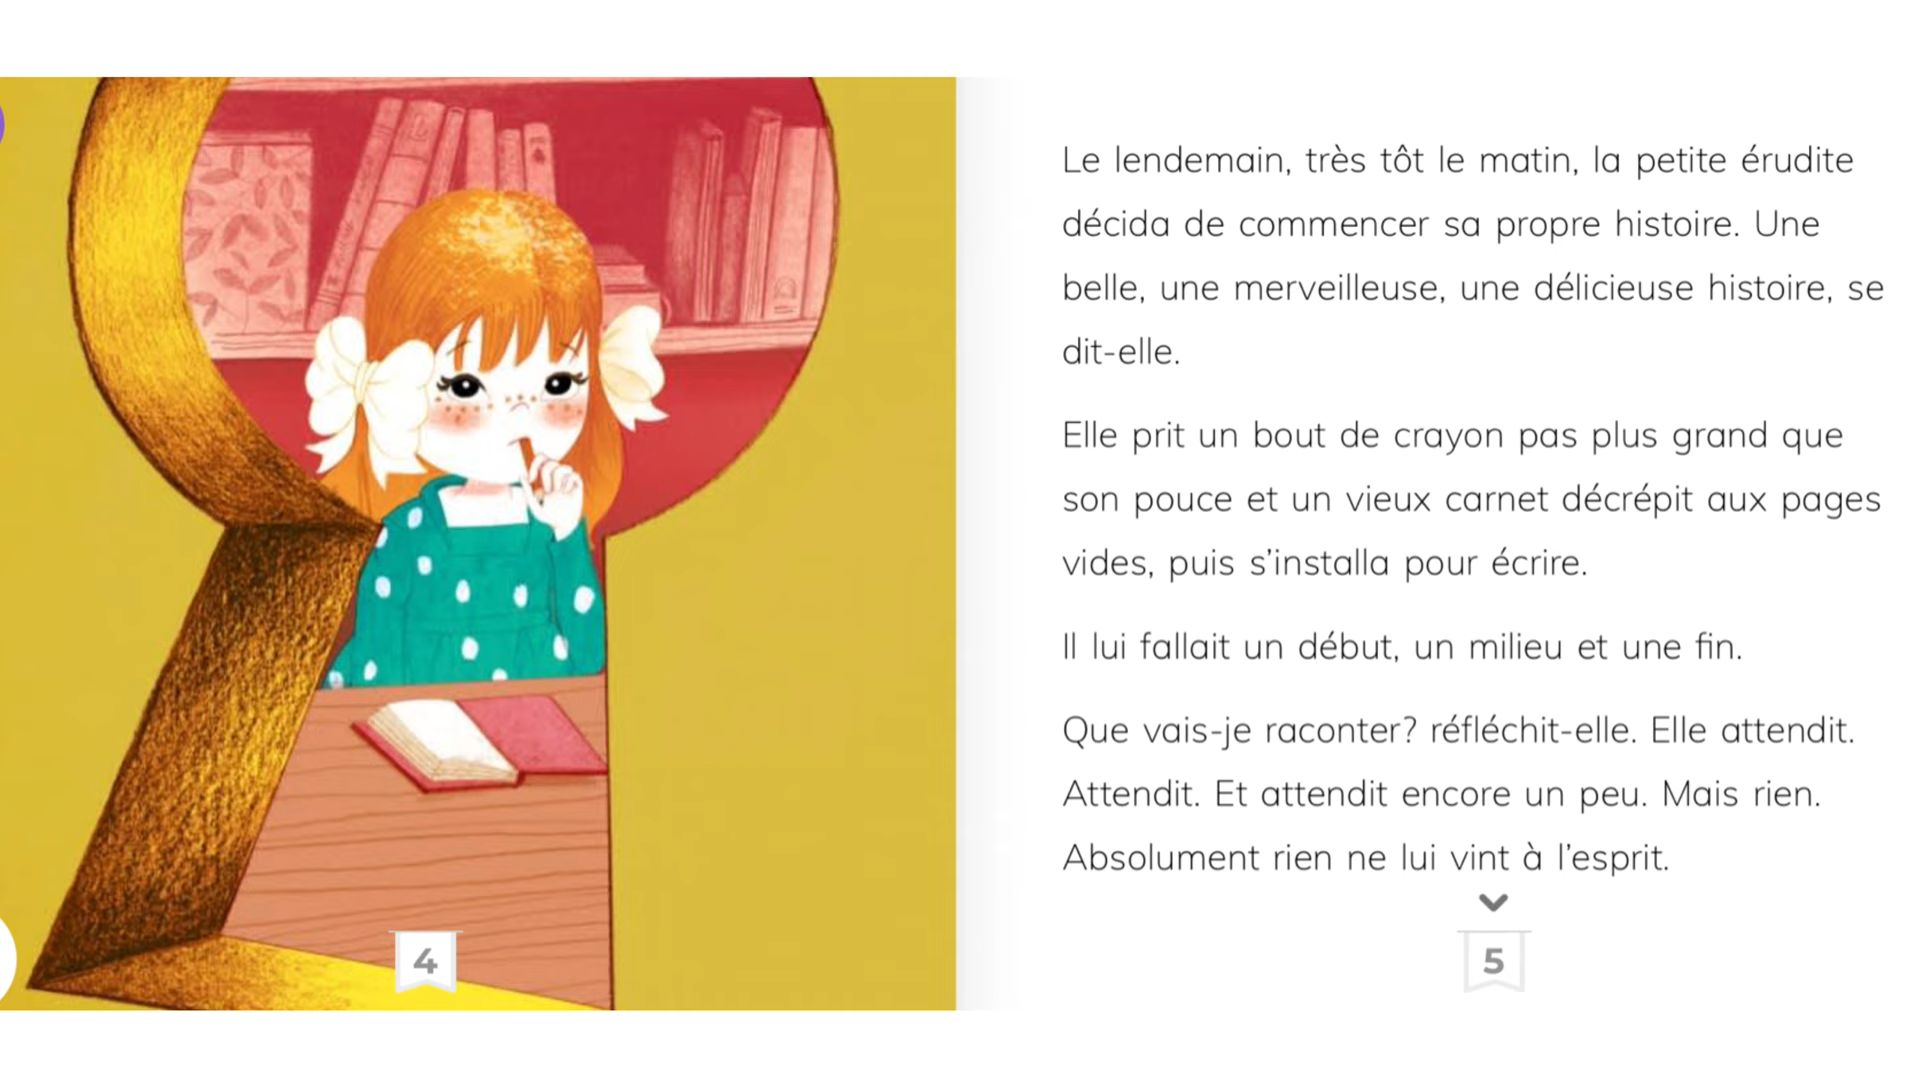 Le lendemain, très tôt le matin, la petite érudite
décida de commencer sa propre histoire. Une
belle, une merveilleuse, une délicieuse histoire, se
dit-elle.
Elle prit un bout de crayon pas plus grand que
son pouce et un vieux carnet décrépit aux pages
vides, puis s’installa pour écrire.
Il lui fallait un début, un milieu et une fin.
Que vais-je raconter? réfléchit-elle. Elle attendit.
Attendit. Et attendit encore un peu. Mais rien.
Absolument rien ne lui vint à l’esprit.
4
5